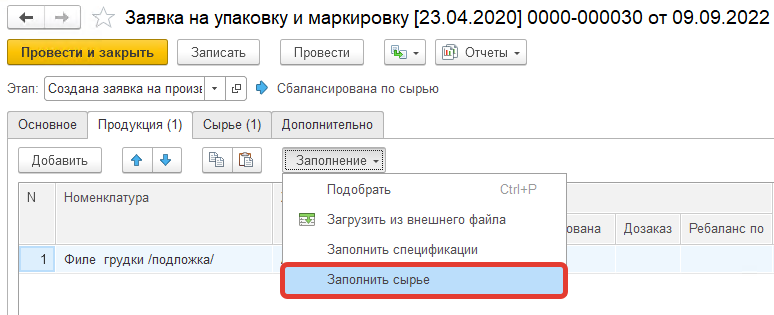 Заявка на упаковку и маркировку [23.04.2020] 0000-000030 от 09.09.2022
Провести и закрыть Записать Провести Отчеты
Этап: Создана заявка на произв Сбалансирована по сырью
Основное Продукция (1) Сырье (1) Дополнительно
Добавить Заполнение
Подобрать Ctrl+P
N Номенклатура
Загрузить из внешнего файла
ована Дозаказ Ребаланс по
Заполнить спецификации
1 Филе грудки /подложка/
Заполнить сырье